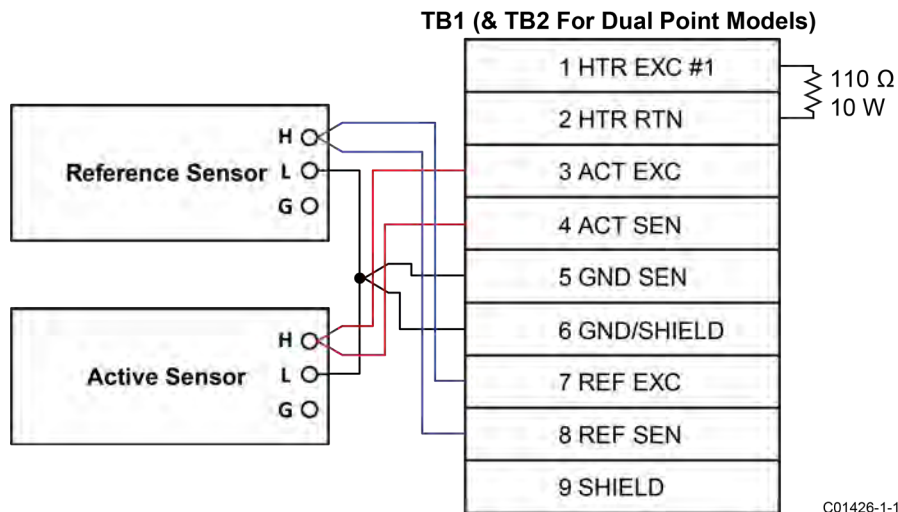 TB1 (& TB2 For Dual Point Models)
1 HTR EXC #1
2 HTR RTN
3 ACT EXC
4 ACT SEN
5 GND SEN
6 GND/SHIELD
7 REF EXC
8 REF SEN
9 SHIELD
110 Ω
10 W
Reference Sensor
H
L
G
Active Sensor
H
L
G
C01426-1-1